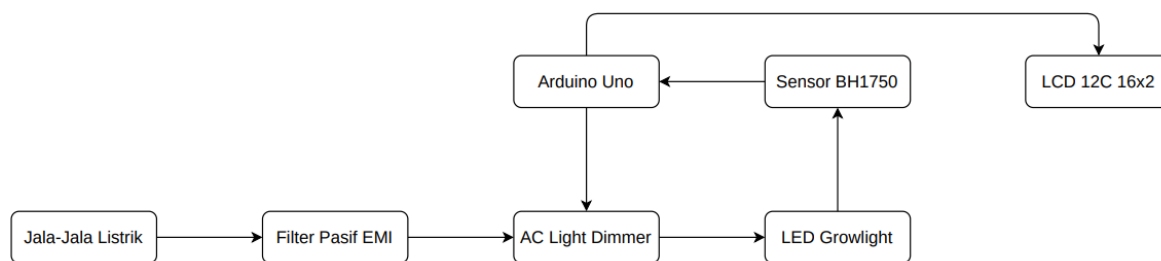 Arduino Uno
Sensor BH1750
LCD 12C 16x2
Jala-Jala Listrik
Filter Pasif EMI
AC Light Dimmer
LED Growlight